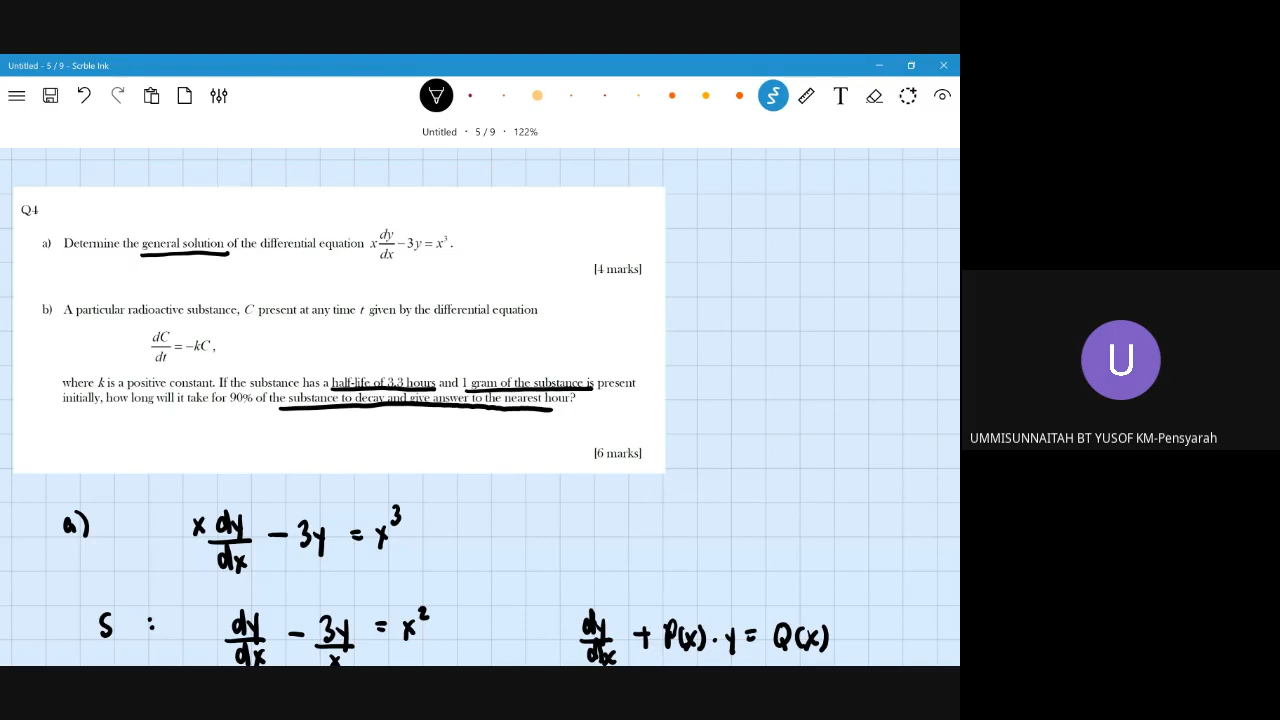 Untitled - 5 / 9 - Scrble Ink
T
Untitled • 5 / 9 • 122%
Q4
a) Determine the general solution of the differential equation x dy/dx − 3y = x³.
[4 marks]
b) A particular radioactive substance, C present at any time t given by the differential equation
dC/dt = −kC,
where k is a positive constant. If the substance has a half-life of 3.3 hours and 1 gram of the substance is present
initially, how long will it take for 90% of the substance to decay and give answer to the nearest hour?
[6 marks]
a) x dy/dx − 3y = x³
S : dy/dx − 3y/x = x² dy/dx + P(x) · y = Q(x)
U
UMMISUNNAITAH BT YUSOF KM-Pensyarah